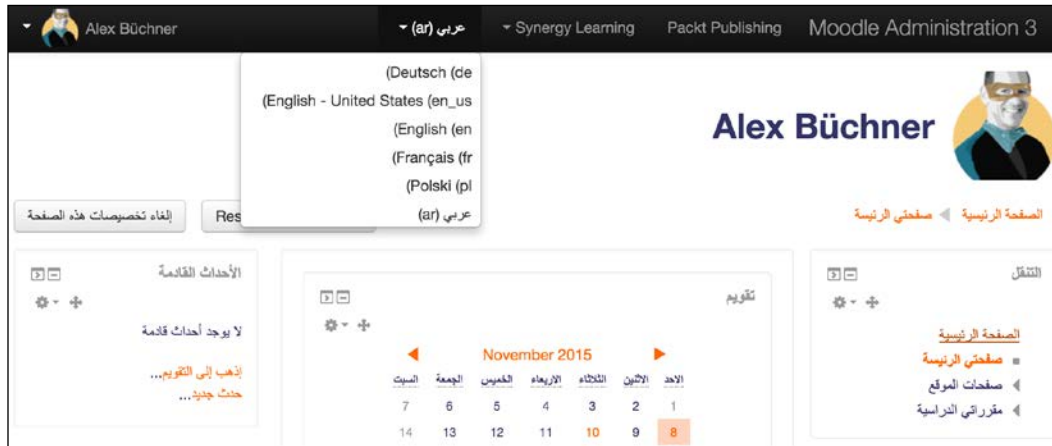 Moodle Administration 3
Packt Publishing
Synergy Learning
عربي (ar)
Alex Büchner
(Deutsch (de
(English - United States (en_us
(English (en
(Français (fr
(Polski (pl
عربي (ar)
Alex Büchner
الصفحة الرئيسية
صفحتي الرئيسة
Res
إلغاء تخصيصات هذه الصفحة
التنقل
الصفحة الرئيسية
صفحتي الرئيسة
صفحات الموقع
مقرراتي الدراسية
تقويم
November 2015
الاحد الاثنين الثلاثاء الاربعاء الخميس الجمعة السبت
1 2 3 4 5 6 7
8 9 10 11 12 13 14
الأحداث القادمة
لا يوجد أحداث قادمة
إذهب إلى التقويم...
حدث جديد...